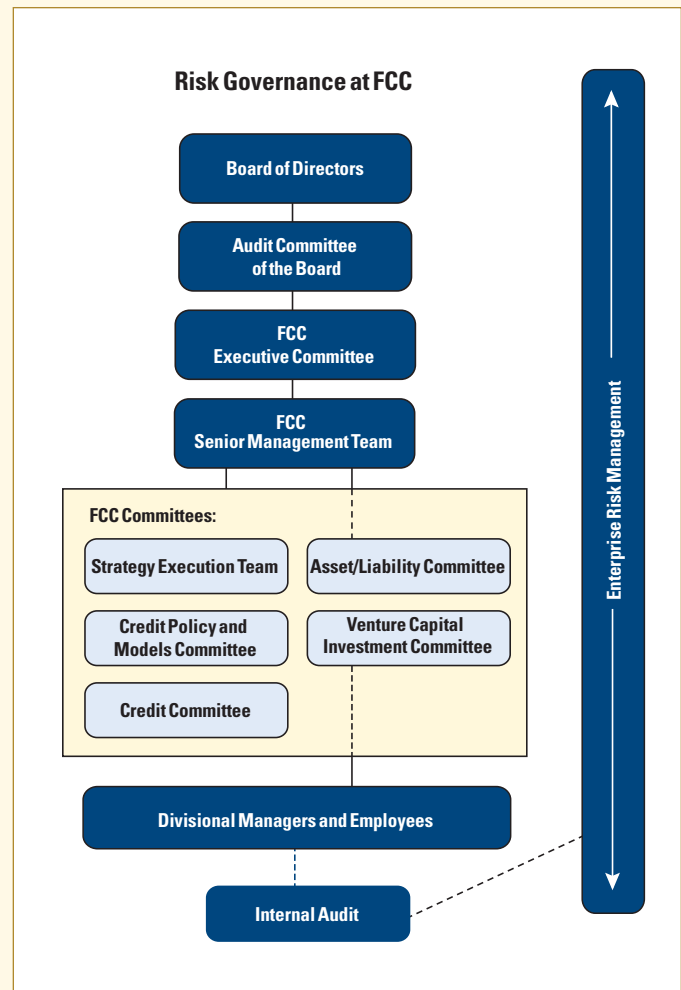 Risk Governance at FCC
Board of Directors
Audit Committee
of the Board
FCC
Executive Committee
FCC
Senior Management Team
FCC Committees:
Strategy Execution Team
Asset/Liability Committee
Credit Policy and
Models Committee
Venture Capital
Investment Committee
Credit Committee
Divisional Managers and Employees
Internal Audit
Enterprise Risk Management